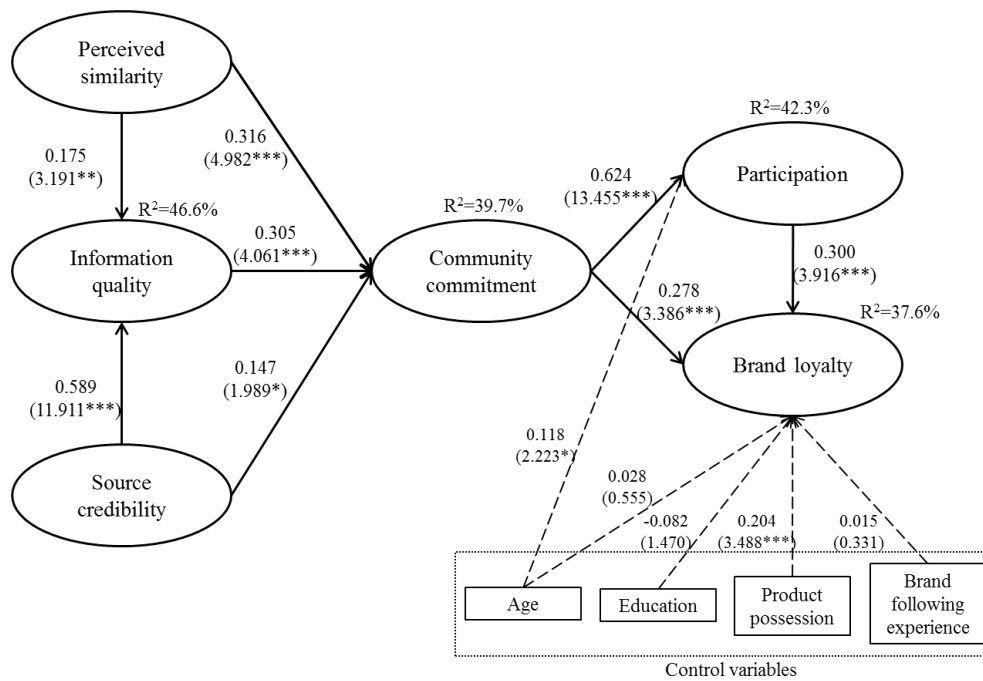 Perceived
similarity
0.175
(3.191**)
0.316
(4.982***)
R²=46.6%
Information
quality
0.305
(4.061***)
0.589
(11.911***)
Source
credibility
0.147
(1.989*)
R²=39.7%
Community
commitment
0.624
(13.455***)
R²=42.3%
Participation
0.300
(3.916***)
0.278
(3.386***)
R²=37.6%
Brand loyalty
0.118
(2.223*)
0.028
(0.555)
-0.082
(1.470)
0.204
(3.488***)
0.015
(0.331)
Age
Education
Product
possession
Brand
following
experience
Control variables